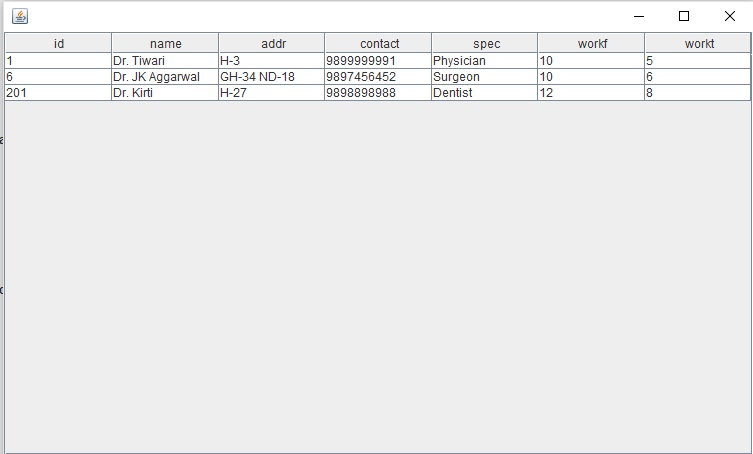 id name addr contact spec workf workt
1 Dr. Tiwari H-3 9899999991 Physician 10 5
6 Dr. JK Aggarwal GH-34 ND-18 9897456452 Surgeon 10 6
201 Dr. Kirti H-27 9898898988 Dentist 12 8